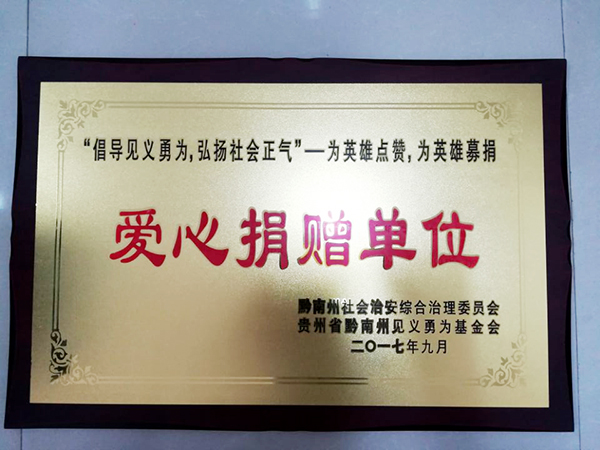 “倡导见义勇为,弘扬社会正气”—为英雄点赞,为英雄募捐
爱心捐赠单位
黔南州社会治安综合治理委员会
贵州省黔南州见义勇为基金会
二〇一七年九月